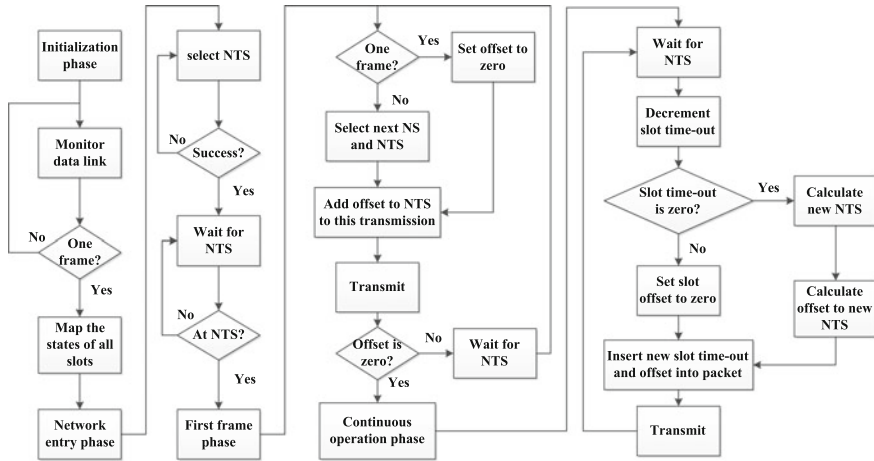 Initialization
phase
No
Monitor
data link
One
frame?
Yes
Map the
states of all
slots
Network
entry phase
select NTS
No
Success?
Yes
Wait for
NTS
No
At NTS?
Yes
First frame
phase
One
frame?
Yes
Set offset to
zero
No
Select next NS
and NTS
Add offset to NTS
to this transmission
Transmit
Offset is
zero?
No
Wait for
NTS
Yes
Continuous
operation phase
Wait for
NTS
Decrement
slot time-out
Slot time-out
is zero?
Yes
Calculate
new NTS
No
Set slot
offset to zero
Calculate
offset to new
NTS
Insert new slot time-out
and offset into packet
Transmit